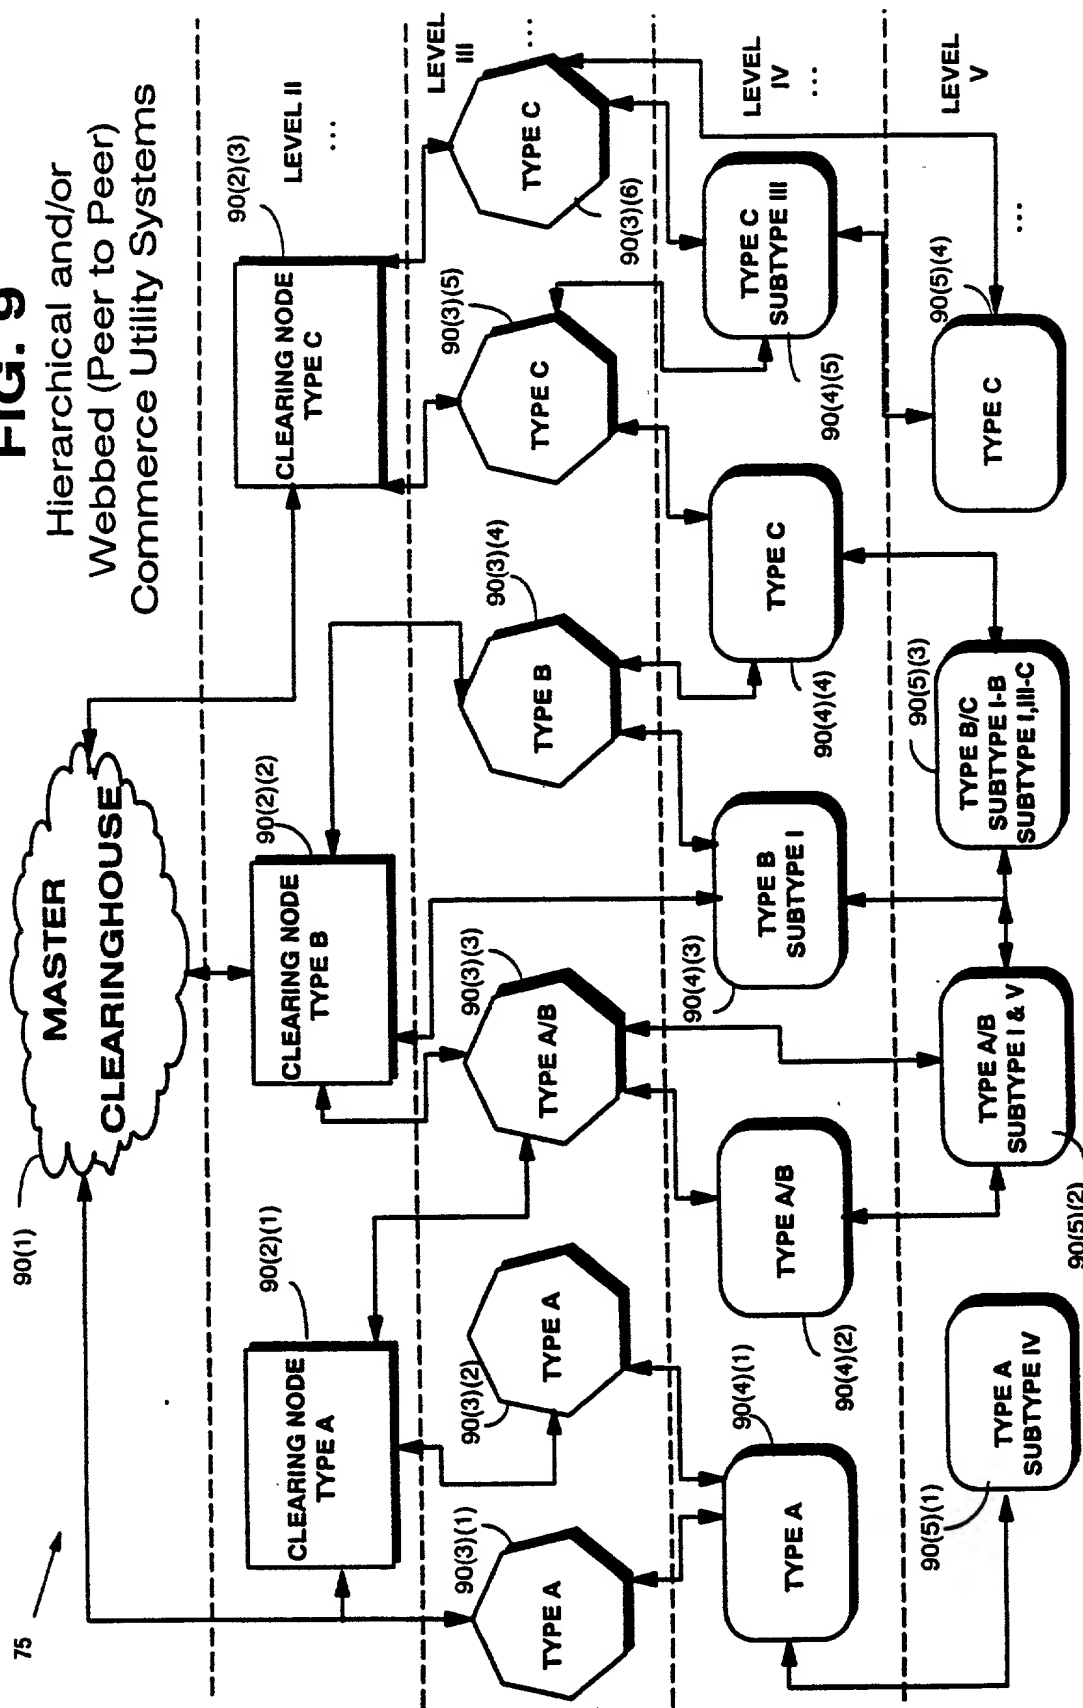 FIG. 9
Hierarchical and/or
Webbed (Peer to Peer)
Commerce Utility Systems
75
90(1)
MASTER
CLEARINGHOUSE
90(2)(1)
CLEARING NODE
TYPE A
90(2)(2)
CLEARING NODE
TYPE B
90(2)(3)
CLEARING NODE
TYPE C
LEVEL II
...
90(3)(1)
TYPE A
90(3)(2)
TYPE A
90(3)(3)
TYPE A/B
90(3)(4)
TYPE B
90(3)(5)
TYPE C
90(3)(6)
TYPE C
LEVEL
III
...
90(4)(1)
TYPE A
90(4)(2)
TYPE A/B
90(4)(3)
TYPE B
SUBTYPE I
90(4)(4)
TYPE C
90(4)(5)
TYPE C
SUBTYPE III
LEVEL
IV
...
90(5)(1)
TYPE A
SUBTYPE IV
90(5)(2)
TYPE A/B
SUBTYPE I & V
90(5)(3)
TYPE B/C
SUBTYPE I-B
SUBTYPE I,III-C
90(5)(4)
TYPE C
LEVEL
V
...